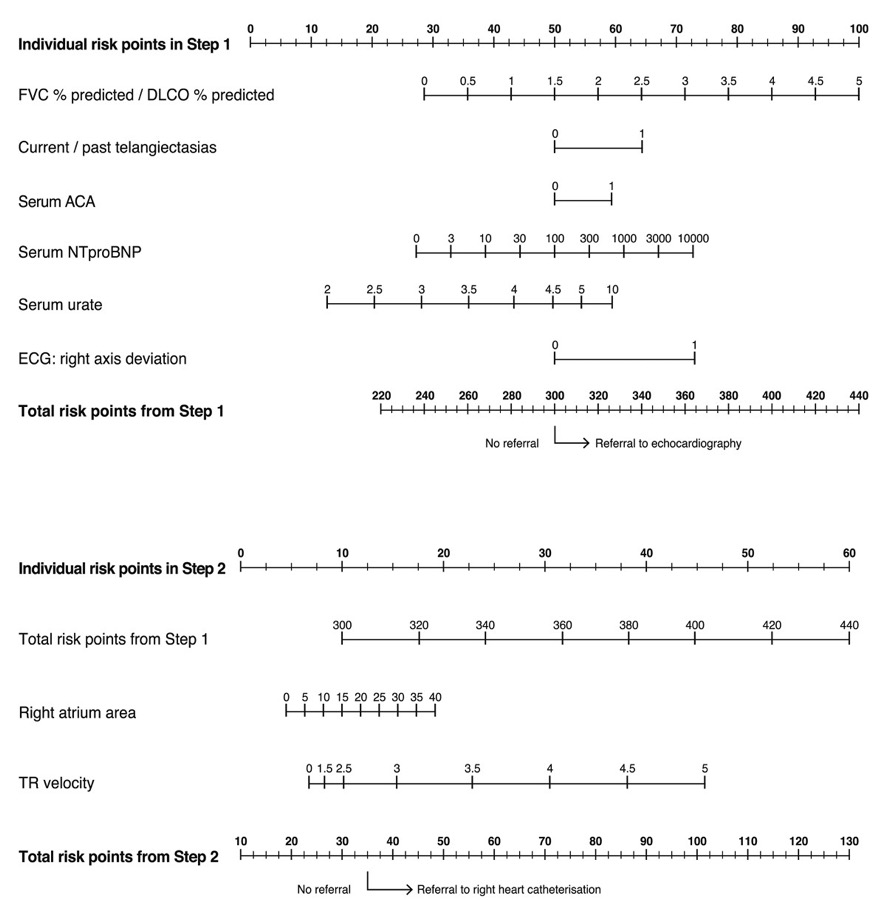 0 10 20 30 40 50 60 70 80 90 100
Individual risk points in Step 1
0 0.5 1 1.5 2 2.5 3 3.5 4 4.5 5
FVC % predicted / DLCO % predicted
0 1
Current / past telangiectasias
0 1
Serum ACA
0 3 10 30 100 300 1000 3000 10000
Serum NTproBNP
2 2.5 3 3.5 4 4.5 5 10
Serum urate
0 1
ECG: right axis deviation
220 240 260 280 300 320 340 360 380 400 420 440
Total risk points from Step 1
No referral Referral to echocardiography
0 10 20 30 40 50 60
Individual risk points in Step 2
300 320 340 360 380 400 420 440
Total risk points from Step 1
0 5 10 15 20 25 30 35 40
Right atrium area
0 1.5 2.5 3 3.5 4 4.5 5
TR velocity
10 20 30 40 50 60 70 80 90 100 110 120 130
Total risk points from Step 2
No referral Referral to right heart catheterisation